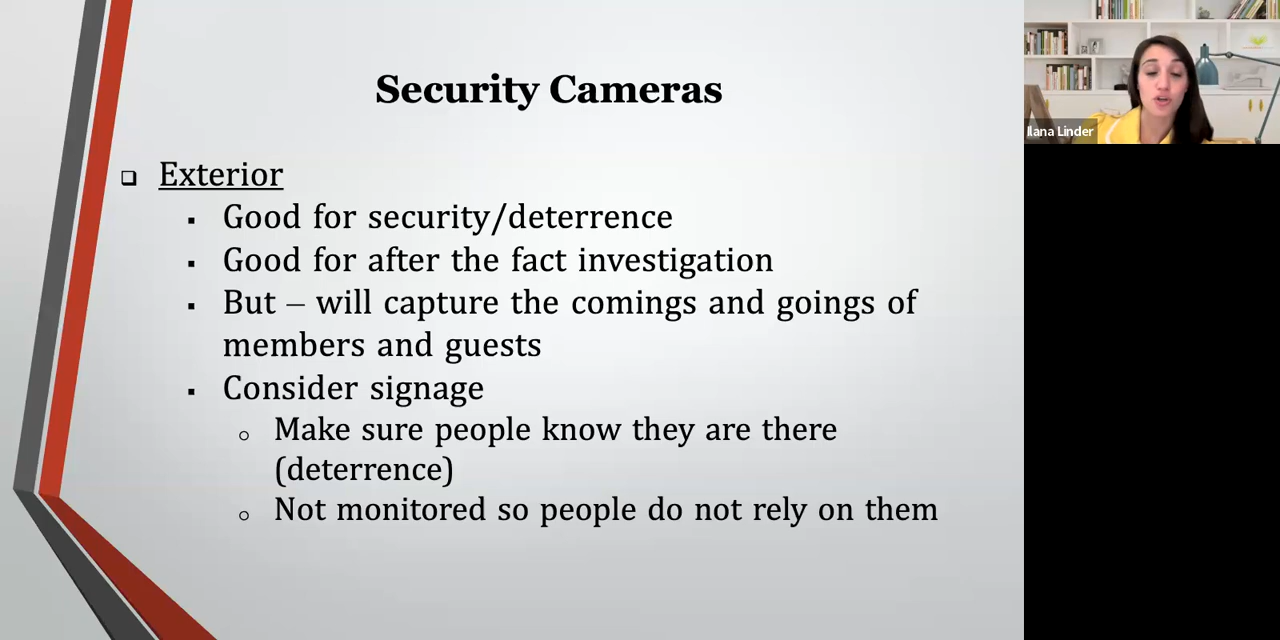 Security Cameras
Ilana Linder
Exterior
Good for security/deterrence
Good for after the fact investigation
But – will capture the comings and goings of
members and guests
Consider signage
Make sure people know they are there
(deterrence)
Not monitored so people do not rely on them